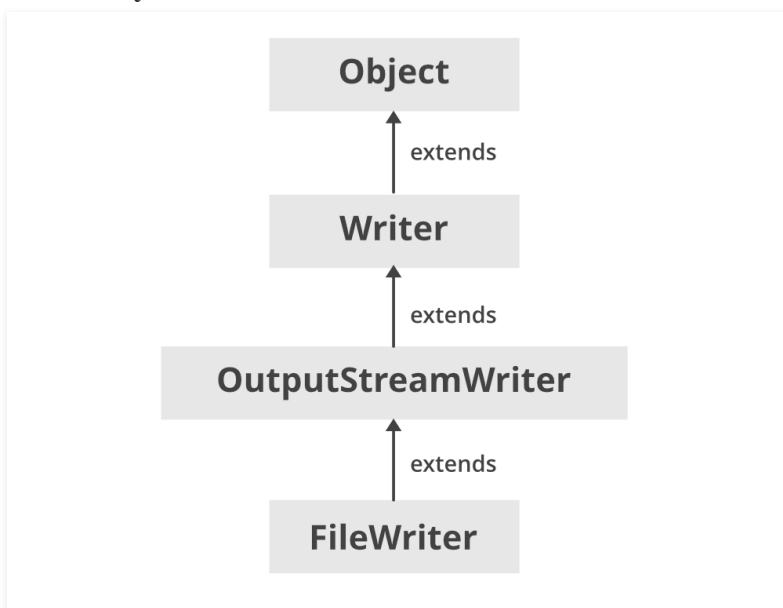 Object
extends
Writer
extends
OutputStreamWriter
extends
FileWriter